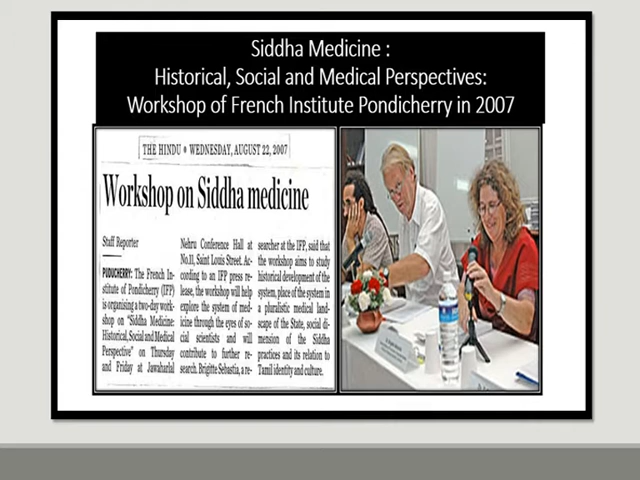 Siddha Medicine :
Historical, Social and Medical Perspectives:
Workshop of French Institute Pondicherry in 2007
THE HINDU • WEDNESDAY, AUGUST 22, 2007
Workshop on Siddha medicine
Staff Reporter
PUDUCHERRY: The French In-
stitute of Pondicherry (IFP)
is organising a two-day work-
shop on "Siddha Medicine:
Historical, Social and Medical
Perspective" on Thursday
and Friday at Jawaharlal
Nehru Conference Hall at
No.11, Saint Louis Street. Ac-
cording to an IFP press re-
lease, the workshop will help
explore the system of med-
icine through the eyes of so-
cial scientists and will
contribute to further re-
search. Brigitte Sebastia, a re-
searcher at the IFP, said that
the workshop aims to study
historical development of the
system, place of the system in
a pluralistic medical land-
scape of the State, social di-
mension of the Siddha
practices and its relation to
Tamil identity and culture.